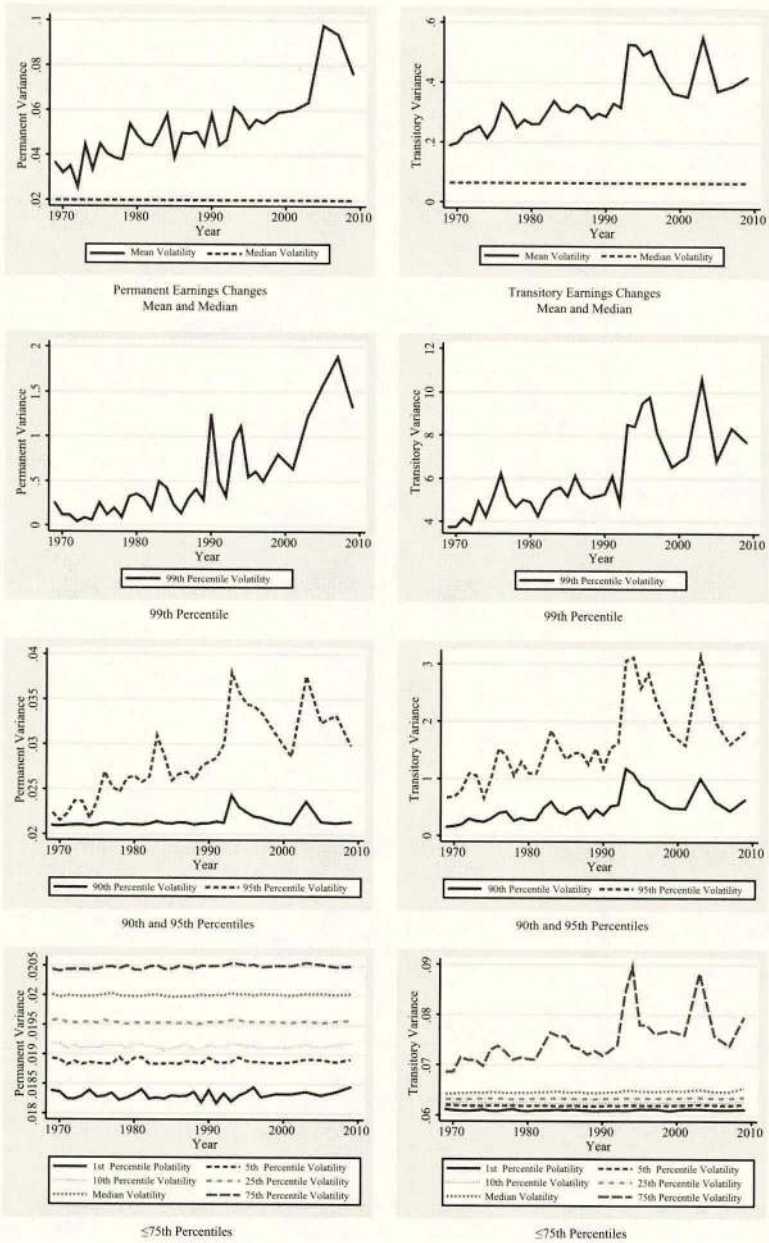 Permanent Variance
.02 .04 .06 .08 .1
1970 1980 1990 2000 2010
Year
Mean Volatility Median Volatility
Permanent Earnings Changes
Mean and Median
Transitory Variance
0 .2 .4 .6
1970 1980 1990 2000 2010
Year
Mean Volatility Median Volatility
Transitory Earnings Changes
Mean and Median
Permanent Variance
0 .5 1 1.5 2
1970 1980 1990 2000 2010
Year
99th Percentile Volatility
99th Percentile
Transitory Variance
4 6 8 10 12
1970 1980 1990 2000 2010
Year
99th Percentile Volatility
99th Percentile
Permanent Variance
.02 .025 .03 .035 .04
1970 1980 1990 2000 2010
Year
90th Percentile Volatility 95th Percentile Volatility
90th and 95th Percentiles
Transitory Variance
0 1 2 3
1970 1980 1990 2000 2010
Year
90th Percentile Volatility 95th Percentile Volatility
90th and 95th Percentiles
Permanent Variance
.018 .0185 .019 .0195 .02 .0205
1970 1980 1990 2000 2010
Year
1st Percentile Polatility 5th Percentile Volatility
10th Percentile Volatility 25th Percentile Volatility
Median Volatility 75th Percentile Volatility
≤75th Percentiles
Transitory Variance
.06 .07 .08 .09
1970 1980 1990 2000 2010
Year
1st Percentile Polatility 5th Percentile Volatility
10th Percentile Volatility 25th Percentile Volatility
Median Volatility 75th Percentile Volatility
≤75th Percentiles